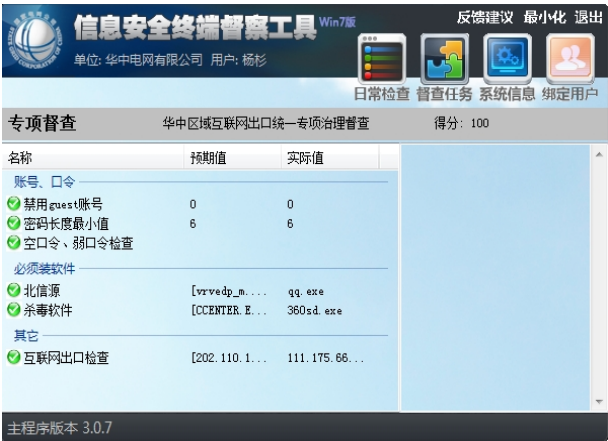 信息安全终端督察工具 Win7版
反馈建议 最小化 退出
单位: 华中电网有限公司 用户: 杨杉
日常检查 督查任务 系统信息 绑定用户
专项督查 华中区域互联网出口统一专项治理督查 得分: 100
名称 预期值 实际值
账号、口令
禁用guest账号 0 0
密码长度最小值 6 6
空口令、弱口令检查
必须装软件
北信源 [vrvedp_m.... qq.exe
杀毒软件 [CCENTER.E... 360sd.exe
其它
互联网出口检查 [202.110.1... 111.175.66...
主程序版本 3.0.7